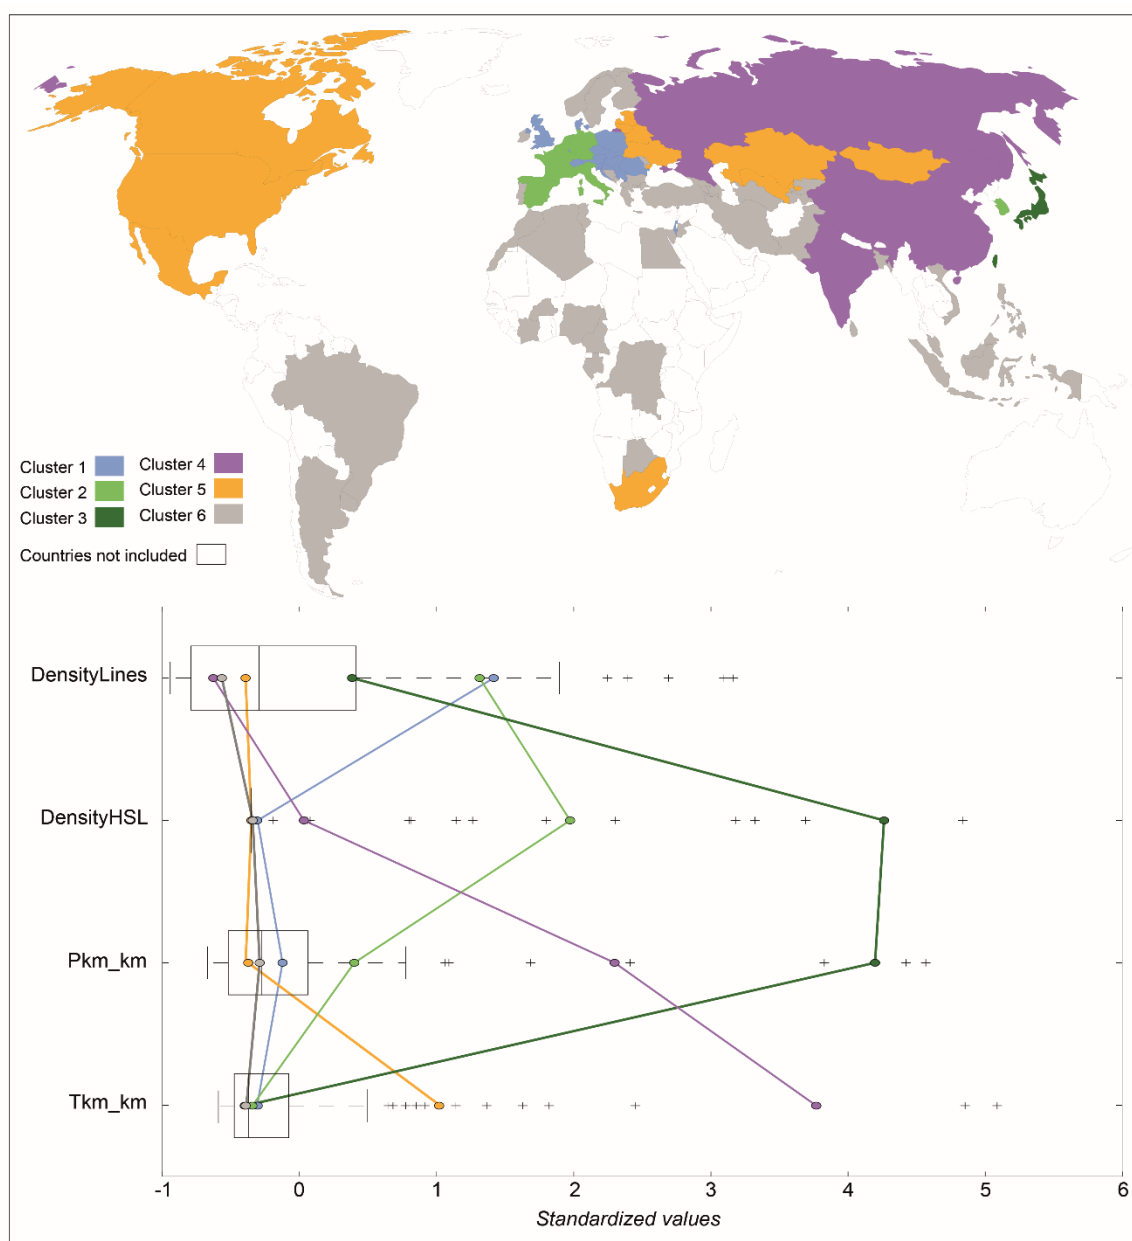 Cluster 1 Cluster 4
Cluster 2 Cluster 5
Cluster 3 Cluster 6
Countries not included
DensityLines
DensityHSL
Pkm_km
Tkm_km
-1 0 1 2 3 4 5 6
Standardized values